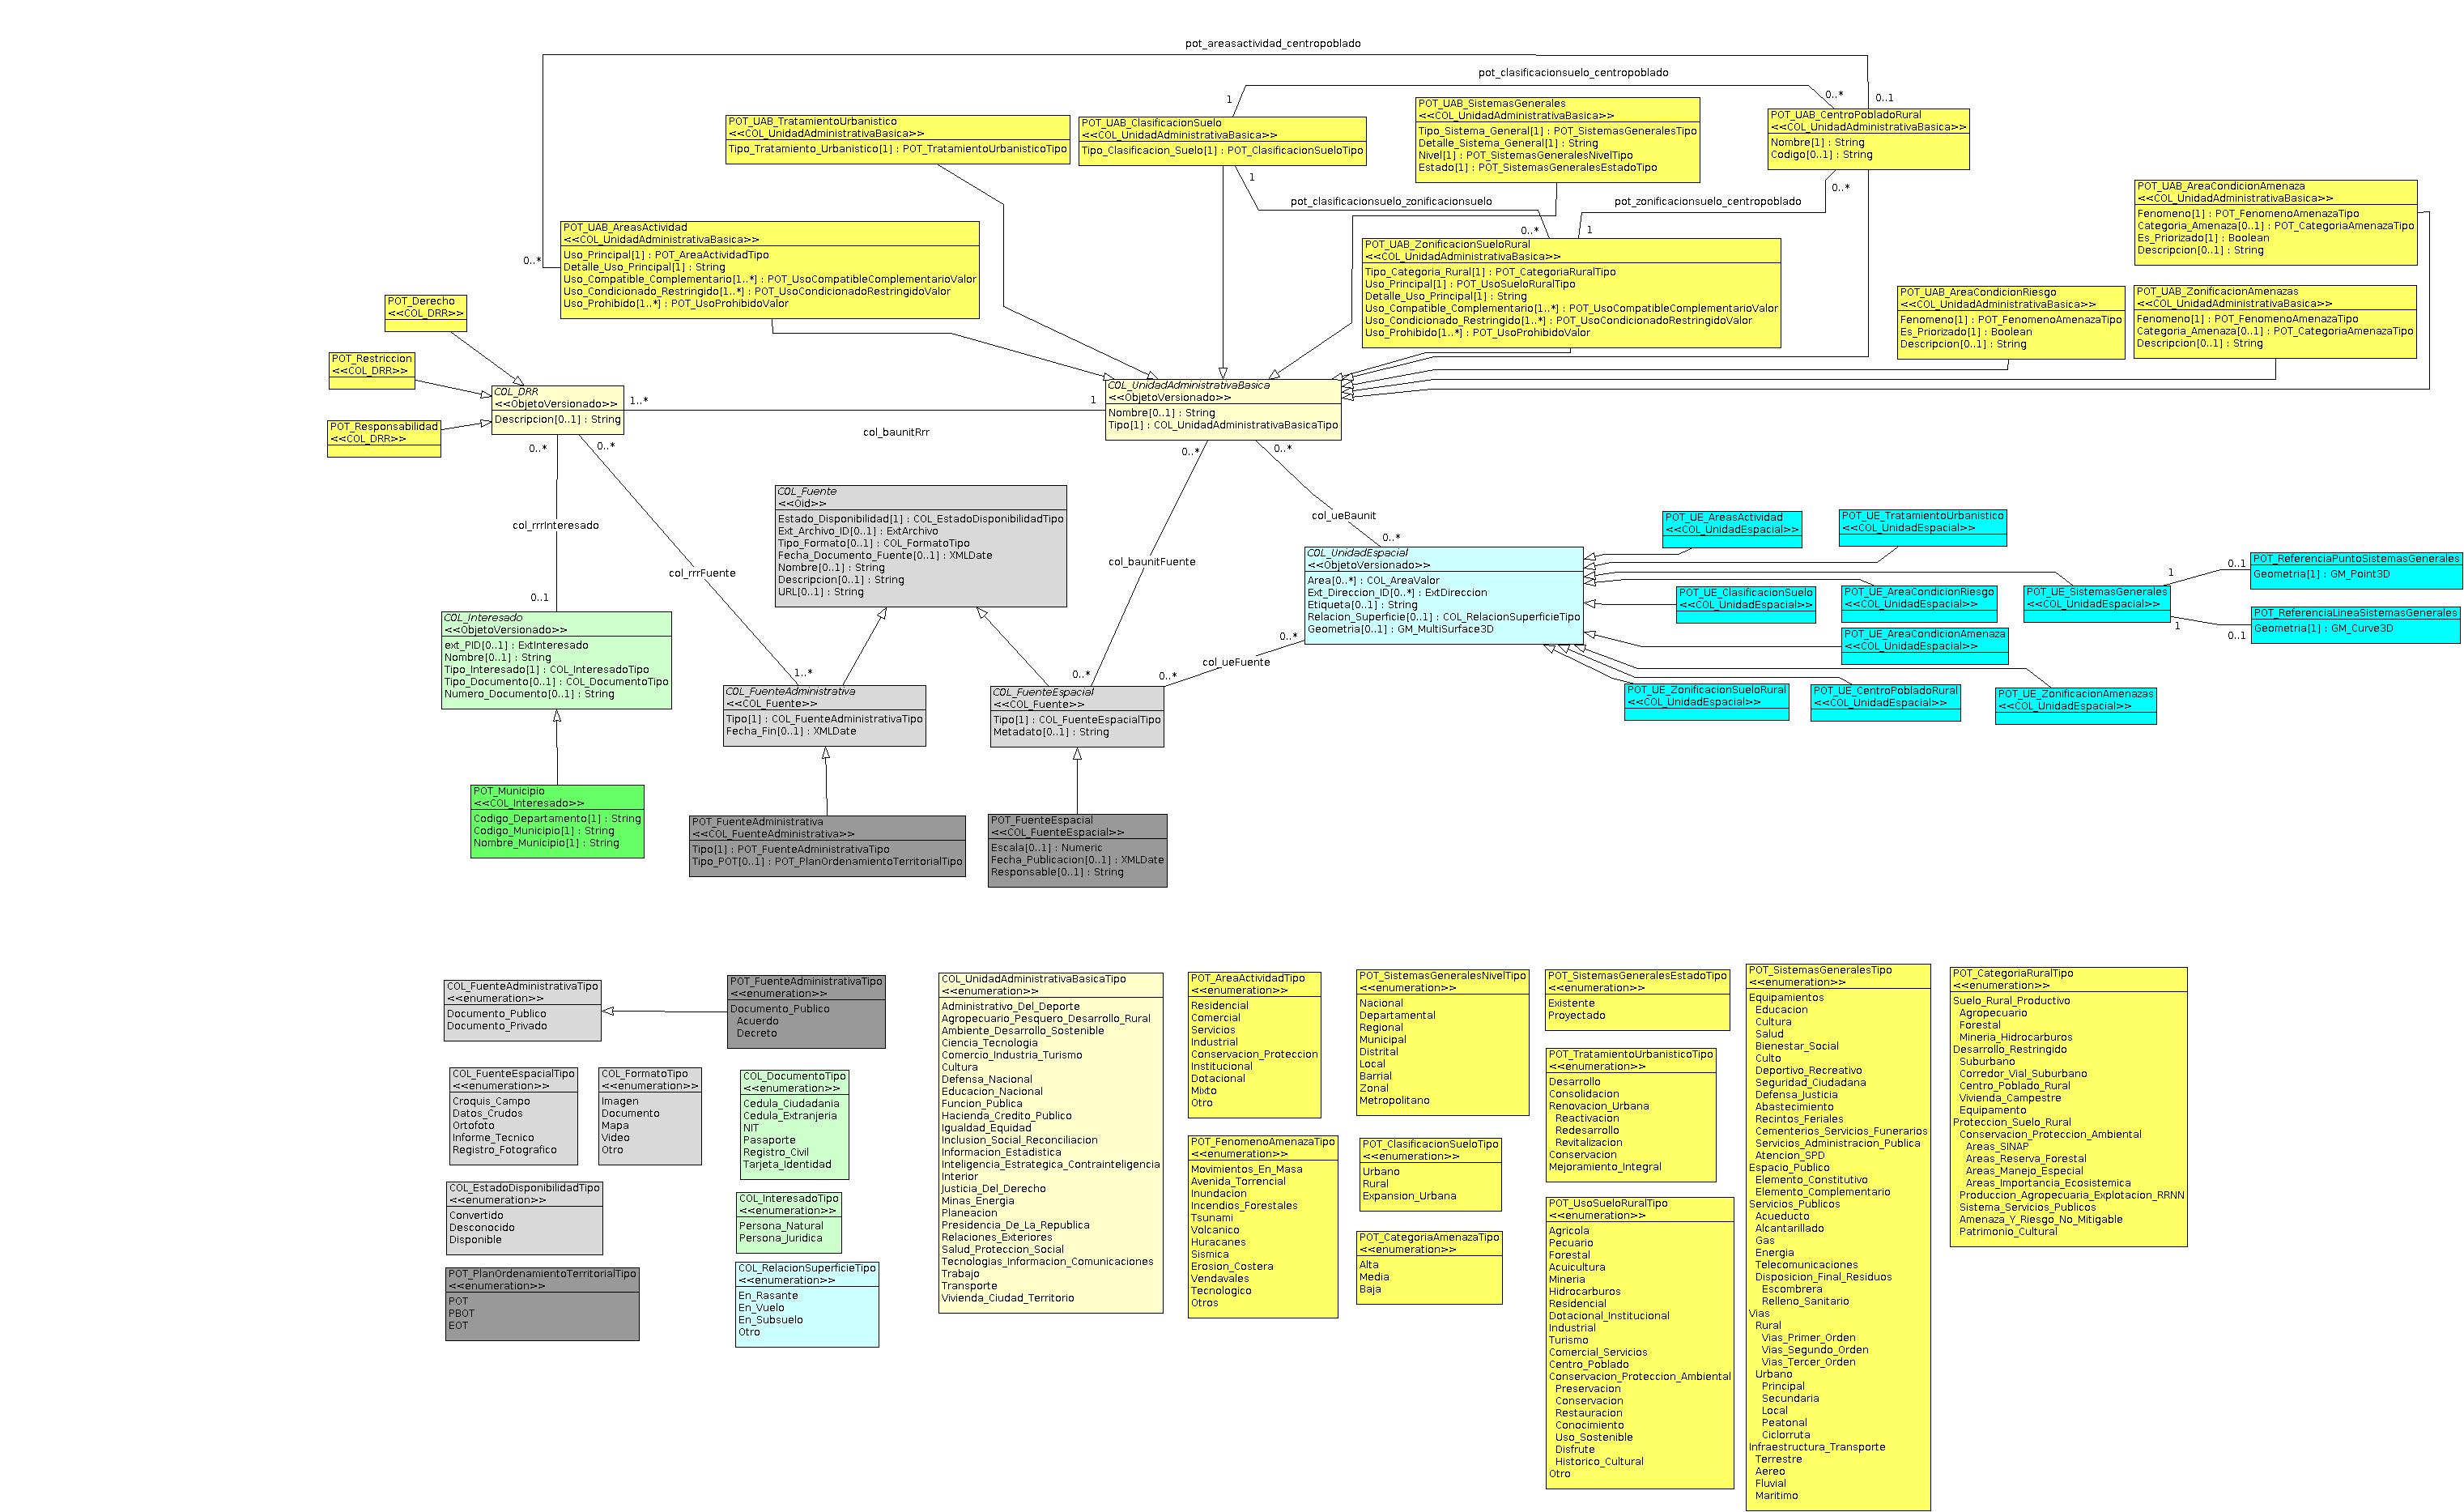 pot_areasactividad_centropoblado
pot_clasificacionsuelo_centropoblado
1
0..*
0..1
POT_UAB_TratamientoUrbanistico
<<COL_UnidadAdministrativaBasica>>
Tipo_Tratamiento_Urbanistico[1] : POT_TratamientoUrbanisticoTipo
POT_UAB_ClasificacionSuelo
<<COL_UnidadAdministrativaBasica>>
Tipo_Clasificacion_Suelo[1] : POT_ClasificacionSueloTipo
POT_UAB_SistemasGenerales
<<COL_UnidadAdministrativaBasica>>
Tipo_Sistema_General[1] : POT_SistemasGeneralesTipo
Detalle_Sistema_General[1] : String
Nivel[1] : POT_SistemasGeneralesNivelTipo
Estado[1] : POT_SistemasGeneralesEstadoTipo
POT_UAB_CentroPobladoRural
<<COL_UnidadAdministrativaBasica>>
Nombre[1] : String
Codigo[0..1] : String
1
pot_clasificacionsuelo_zonificacionsuelo
0..*
0..*
pot_zonificacionsuelo_centropoblado
1
POT_UAB_AreaCondicionAmenaza
<<COL_UnidadAdministrativaBasica>>
Fenomeno[1] : POT_FenomenoAmenazaTipo
Categoria_Amenaza[0..1] : POT_CategoriaAmenazaTipo
Es_Priorizado[1] : Boolean
Descripcion[0..1] : String
0..*
POT_UAB_AreasActividad
<<COL_UnidadAdministrativaBasica>>
Uso_Principal[1] : POT_AreaActividadTipo
Detalle_Uso_Principal[1] : String
Uso_Compatible_Complementario[1..*] : POT_UsoCompatibleComplementarioValor
Uso_Condicionado_Restringido[1..*] : POT_UsoCondicionadoRestringidoValor
Uso_Prohibido[1..*] : POT_UsoProhibidoValor
POT_UAB_ZonificacionSueloRural
<<COL_UnidadAdministrativaBasica>>
Tipo_Categoria_Rural[1] : POT_CategoriaRuralTipo
Uso_Principal[1] : POT_UsoSueloRuralTipo
Detalle_Uso_Principal[1] : String
Uso_Compatible_Complementario[1..*] : POT_UsoCompatibleComplementarioValor
Uso_Condicionado_Restringido[1..*] : POT_UsoCondicionadoRestringidoValor
Uso_Prohibido[1..*] : POT_UsoProhibidoValor
POT_UAB_AreaCondicionRiesgo
<<COL_UnidadAdministrativaBasica>>
Fenomeno[1] : POT_FenomenoAmenazaTipo
Es_Priorizado[1] : Boolean
Descripcion[0..1] : String
POT_UAB_ZonificacionAmenazas
<<COL_UnidadAdministrativaBasica>>
Fenomeno[1] : POT_FenomenoAmenazaTipo
Categoria_Amenaza[0..1] : POT_CategoriaAmenazaTipo
Descripcion[0..1] : String
POT_Derecho
<<COL_DRR>>
POT_Restriccion
<<COL_DRR>>
POT_Responsabilidad
<<COL_DRR>>
COL_DRR
<<ObjetoVersionado>>
Descripcion[0..1] : String
1..*
col_baunitRrr
1
COL_UnidadAdministrativaBasica
<<ObjetoVersionado>>
Nombre[0..1] : String
Tipo[1] : COL_UnidadAdministrativaBasicaTipo
0..*
0..*
0..*
0..*
COL_Fuente
<<Oid>>
Estado_Disponibilidad[1] : COL_EstadoDisponibilidadTipo
Ext_Archivo_ID[0..1] : ExtArchivo
Tipo_Formato[0..1] : COL_FormatoTipo
Fecha_Documento_Fuente[0..1] : XMLDate
Nombre[0..1] : String
Descripcion[0..1] : String
URL[0..1] : String
col_rrrInteresado
col_rrrFuente
col_baunitFuente
col_ueBaunit
0..*
COL_UnidadEspacial
<<ObjetoVersionado>>
Area[0..*] : COL_AreaValor
Ext_Direccion_ID[0..*] : ExtDireccion
Etiqueta[0..1] : String
Relacion_Superficie[0..1] : COL_RelacionSuperficieTipo
Geometria[0..1] : GM_MultiSurface3D
POT_UE_AreasActividad
<<COL_UnidadEspacial>>
POT_UE_TratamientoUrbanistico
<<COL_UnidadEspacial>>
POT_UE_ClasificacionSuelo
<<COL_UnidadEspacial>>
POT_UE_AreaCondicionRiesgo
<<COL_UnidadEspacial>>
POT_UE_SistemasGenerales
<<COL_UnidadEspacial>>
1
0..1
POT_ReferenciaPuntoSistemasGenerales
Geometria[1] : GM_Point3D
1
0..1
POT_ReferenciaLineaSistemasGenerales
Geometria[1] : GM_Curve3D
POT_UE_AreaCondicionAmenaza
<<COL_UnidadEspacial>>
POT_UE_ZonificacionSueloRural
<<COL_UnidadEspacial>>
POT_UE_CentroPobladoRural
<<COL_UnidadEspacial>>
POT_UE_ZonificacionAmenazas
<<COL_UnidadEspacial>>
0..1
COL_Interesado
<<ObjetoVersionado>>
ext_PID[0..1] : ExtInteresado
Nombre[0..1] : String
Tipo_Interesado[1] : COL_InteresadoTipo
Tipo_Documento[0..1] : COL_DocumentoTipo
Numero_Documento[0..1] : String
1..*
COL_FuenteAdministrativa
<<COL_Fuente>>
Tipo[1] : COL_FuenteAdministrativaTipo
Fecha_Fin[0..1] : XMLDate
0..*
0..*
col_ueFuente
0..*
COL_FuenteEspacial
<<COL_Fuente>>
Tipo[1] : COL_FuenteEspacialTipo
Metadato[0..1] : String
POT_Municipio
<<COL_Interesado>>
Codigo_Departamento[1] : String
Codigo_Municipio[1] : String
Nombre_Municipio[1] : String
POT_FuenteAdministrativa
<<COL_FuenteAdministrativa>>
Tipo[1] : POT_FuenteAdministrativaTipo
Tipo_POT[0..1] : POT_PlanOrdenamientoTerritorialTipo
POT_FuenteEspacial
<<COL_FuenteEspacial>>
Escala[0..1] : Numeric
Fecha_Publicacion[0..1] : XMLDate
Responsable[0..1] : String
COL_FuenteAdministrativaTipo
<<enumeration>>
Documento_Publico
Documento_Privado
POT_FuenteAdministrativaTipo
<<enumeration>>
Documento_Publico
Acuerdo
Decreto
COL_FuenteEspacialTipo
<<enumeration>>
Croquis_Campo
Datos_Crudos
Ortofoto
Informe_Tecnico
Registro_Fotografico
COL_FormatoTipo
<<enumeration>>
Imagen
Documento
Mapa
Video
Otro
COL_DocumentoTipo
<<enumeration>>
Cedula_Ciudadania
Cedula_Extranjeria
NIT
Pasaporte
Registro_Civil
Tarjeta_Identidad
COL_EstadoDisponibilidadTipo
<<enumeration>>
Convertido
Desconocido
Disponible
COL_InteresadoTipo
<<enumeration>>
Persona_Natural
Persona_Juridica
POT_PlanOrdenamientoTerritorialTipo
<<enumeration>>
POT
PBOT
EOT
COL_RelacionSuperficieTipo
<<enumeration>>
En_Rasante
En_Vuelo
En_Subsuelo
Otro
COL_UnidadAdministrativaBasicaTipo
<<enumeration>>
Administrativo_Del_Deporte
Agropecuario_Pesquero_Desarrollo_Rural
Ambiente_Desarrollo_Sostenible
Ciencia_Tecnologia
Comercio_Industria_Turismo
Cultura
Defensa_Nacional
Educacion_Nacional
Funcion_Publica
Hacienda_Credito_Publico
Igualdad_Equidad
Inclusion_Social_Reconciliacion
Informacion_Estadistica
Inteligencia_Estrategica_Contrainteligencia
Interior
Justicia_Del_Derecho
Minas_Energia
Planeacion
Presidencia_De_La_Republica
Relaciones_Exteriores
Salud_Proteccion_Social
Tecnologias_Informacion_Comunicaciones
Trabajo
Transporte
Vivienda_Ciudad_Territorio
POT_AreaActividadTipo
<<enumeration>>
Residencial
Comercial
Servicios
Industrial
Conservacion_Proteccion
Institucional
Dotacional
Mixto
Otro
POT_FenomenoAmenazaTipo
<<enumeration>>
Movimientos_En_Masa
Avenida_Torrencial
Inundacion
Incendios_Forestales
Tsunami
Volcanico
Huracanes
Sismica
Erosion_Costera
Vendavales
Tecnologico
Otros
POT_SistemasGeneralesNivelTipo
<<enumeration>>
Nacional
Departamental
Regional
Municipal
Distrital
Local
Barrial
Zonal
Metropolitano
POT_ClasificacionSueloTipo
<<enumeration>>
Urbano
Rural
Expansion_Urbana
POT_CategoriaAmenazaTipo
<<enumeration>>
Alta
Media
Baja
POT_SistemasGeneralesEstadoTipo
<<enumeration>>
Existente
Proyectado
POT_TratamientoUrbanisticoTipo
<<enumeration>>
Desarrollo
Consolidacion
Renovacion_Urbana
Reactivacion
Redesarrollo
Revitalizacion
Conservacion
Mejoramiento_Integral
POT_UsoSueloRuralTipo
<<enumeration>>
Agricola
Pecuario
Forestal
Acuicultura
Mineria
Hidrocarburos
Residencial
Dotacional_Institucional
Industrial
Turismo
Comercial_Servicios
Centro_Poblado
Conservacion_Proteccion_Ambiental
Preservacion
Conservacion
Restauracion
Conocimiento
Uso_Sostenible
Disfrute
Historico_Cultural
Otro
POT_SistemasGeneralesTipo
<<enumeration>>
Equipamientos
Educacion
Cultura
Salud
Bienestar_Social
Culto
Deportivo_Recreativo
Seguridad_Ciudadana
Defensa_Justicia
Abastecimiento
Recintos_Feriales
Cementerios_Servicios_Funerarios
Servicios_Administracion_Publica
Atencion_SPD
Espacio_Publico
Elemento_Constitutivo
Elemento_Complementario
Servicios_Publicos
Acueducto
Alcantarillado
Gas
Energia
Telecomunicaciones
Disposicion_Final_Residuos
Escombrera
Relleno_Sanitario
Vias
Rural
Vias_Primer_Orden
Vias_Segundo_Orden
Vias_Tercer_Orden
Urbano
Principal
Secundaria
Local
Peatonal
Ciclorruta
Infraestructura_Transporte
Terrestre
Aereo
Fluvial
Maritimo
POT_CategoriaRuralTipo
<<enumeration>>
Suelo_Rural_Productivo
Agropecuario
Forestal
Mineria_Hidrocarburos
Desarrollo_Restringido
Suburbano
Corredor_Vial_Suburbano
Centro_Poblado_Rural
Vivienda_Campestre
Equipamento
Proteccion_Suelo_Rural
Conservacion_Proteccion_Ambiental
Areas_SINAP
Areas_Reserva_Forestal
Areas_Manejo_Especial
Areas_Importancia_Ecosistemica
Produccion_Agropecuaria_Explotacion_RRNN
Sistema_Servicios_Publicos
Amenaza_Y_Riesgo_No_Mitigable
Patrimonio_Cultural